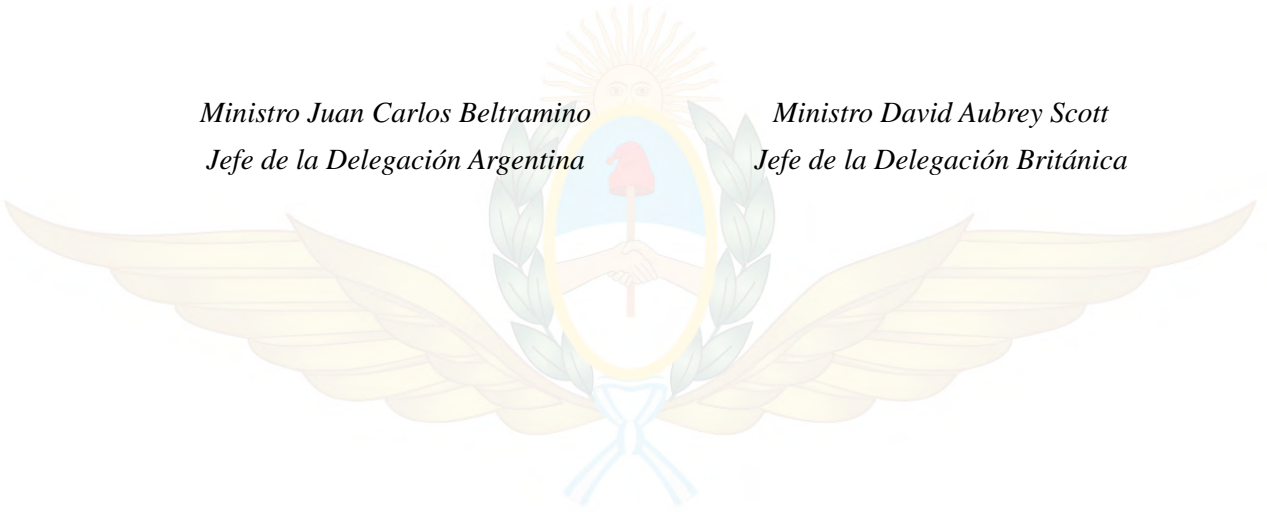 Ministro Juan Carlos Beltramino
Jefe de la Delegación Argentina
Ministro David Aubrey Scott
Jefe de la Delegación Británica